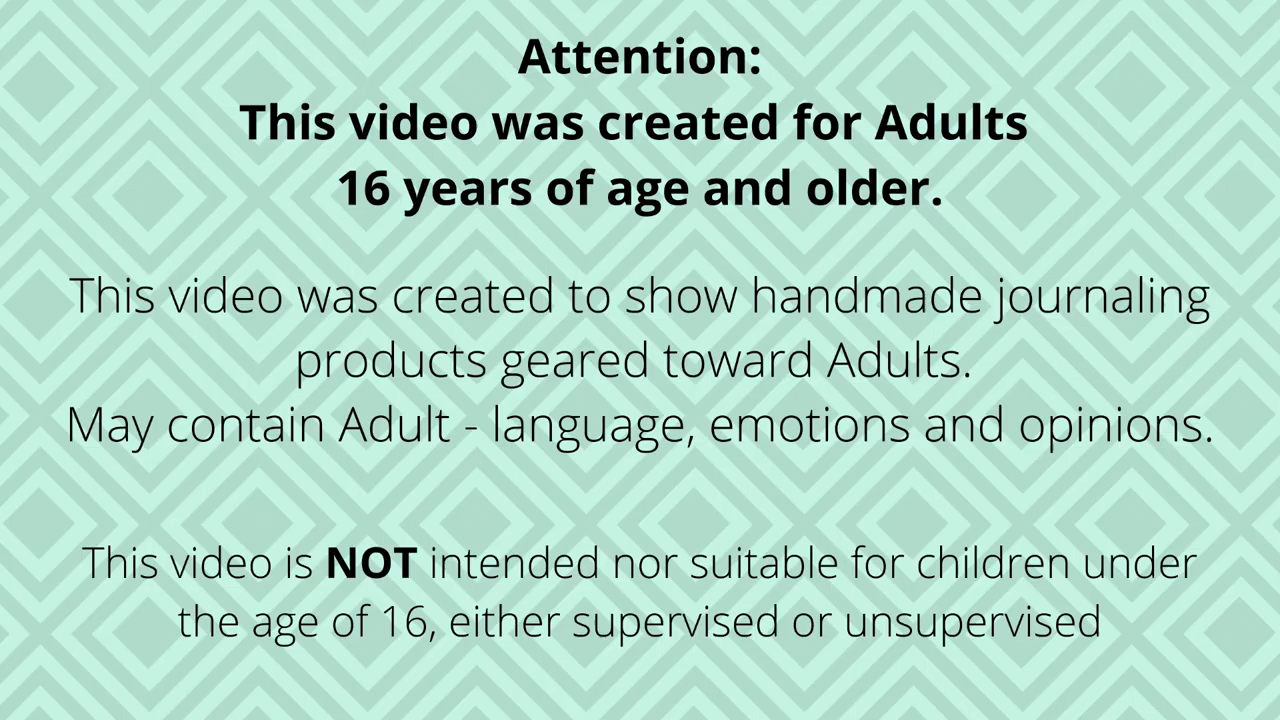 Attention:
This video was created for Adults
16 years of age and older.
This video was created to show handmade journaling
products geared toward Adults.
May contain Adult - language, emotions and opinions.
This video is NOT intended nor suitable for children under
the age of 16, either supervised or unsupervised